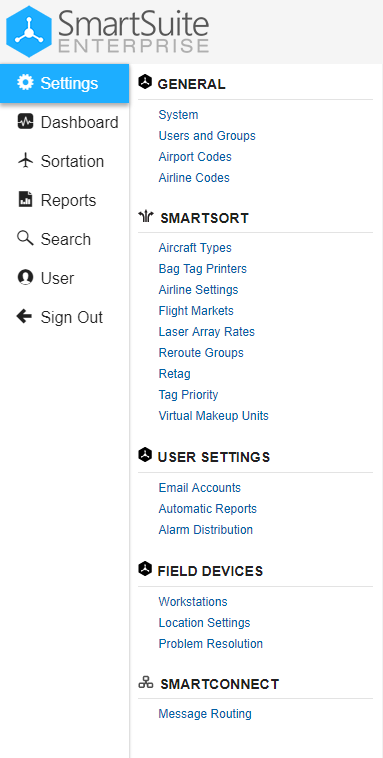 SmartSuite
ENTERPRISE
Settings
Dashboard
Sortation
Reports
Search
User
Sign Out
GENERAL
System
Users and Groups
Airport Codes
Airline Codes
SMARTSORT
Aircraft Types
Bag Tag Printers
Airline Settings
Flight Markets
Laser Array Rates
Reroute Groups
Retag
Tag Priority
Virtual Makeup Units
USER SETTINGS
Email Accounts
Automatic Reports
Alarm Distribution
FIELD DEVICES
Workstations
Location Settings
Problem Resolution
SMARTCONNECT
Message Routing